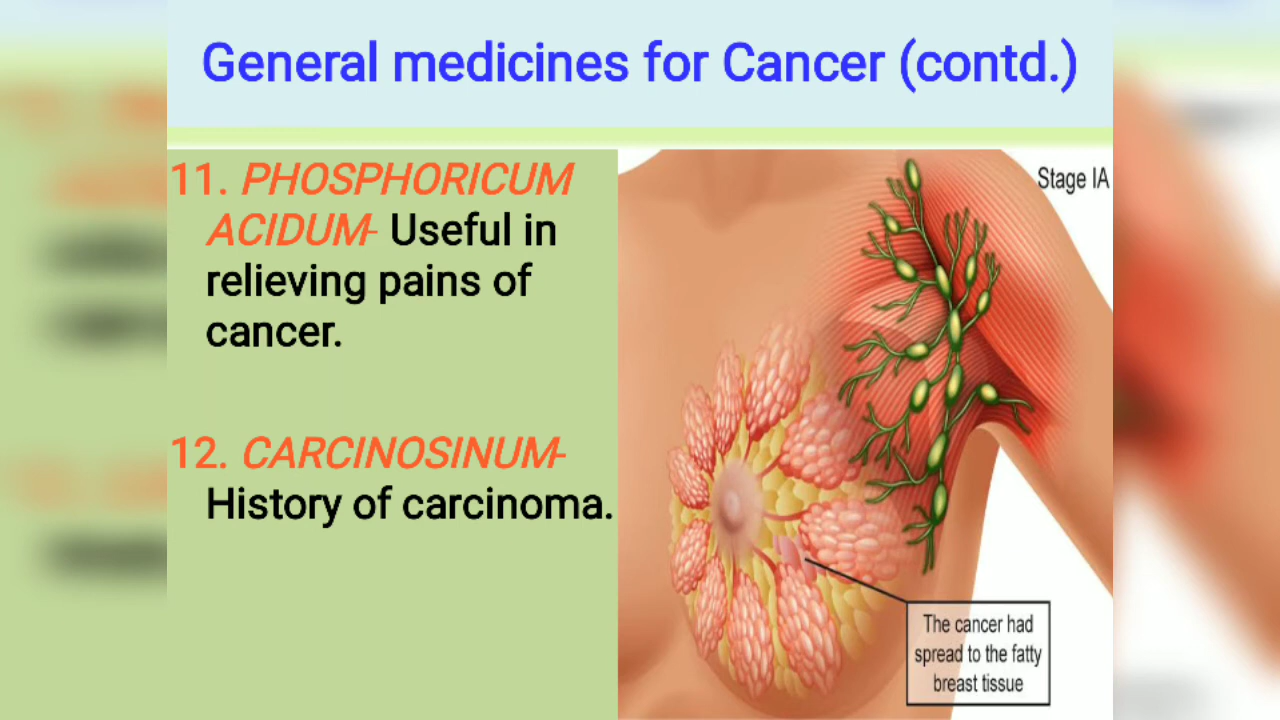 General medicines for Cancer (contd.)
11. PHOSPHORICUM
ACIDUM- Useful in
relieving pains of
cancer.
12. CARCINOSINUM-
History of carcinoma.
Stage IA
The cancer had
spread to the fatty
breast tissue